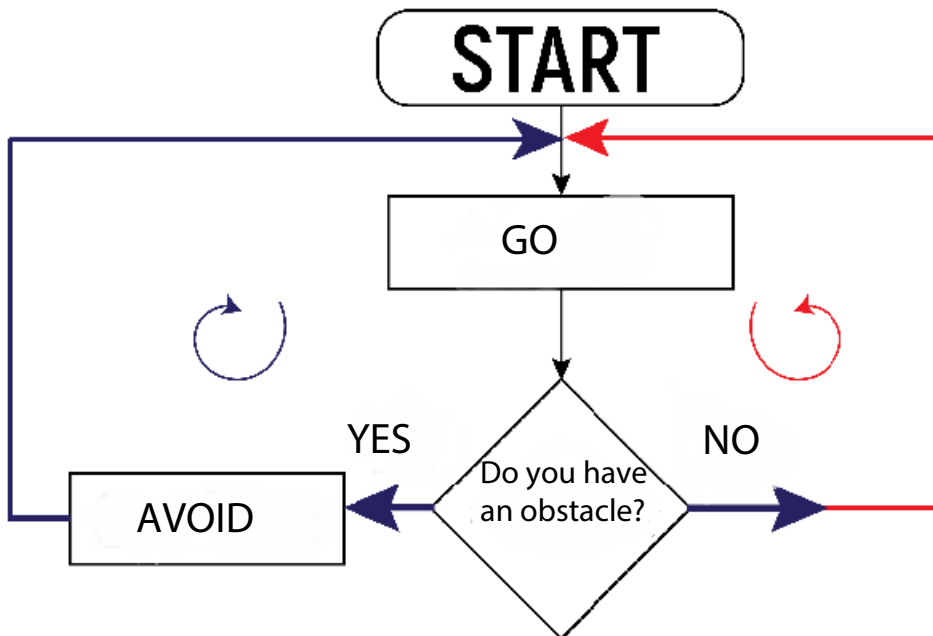 START
GO
YES
NO
Do you have
an obstacle?
AVOID